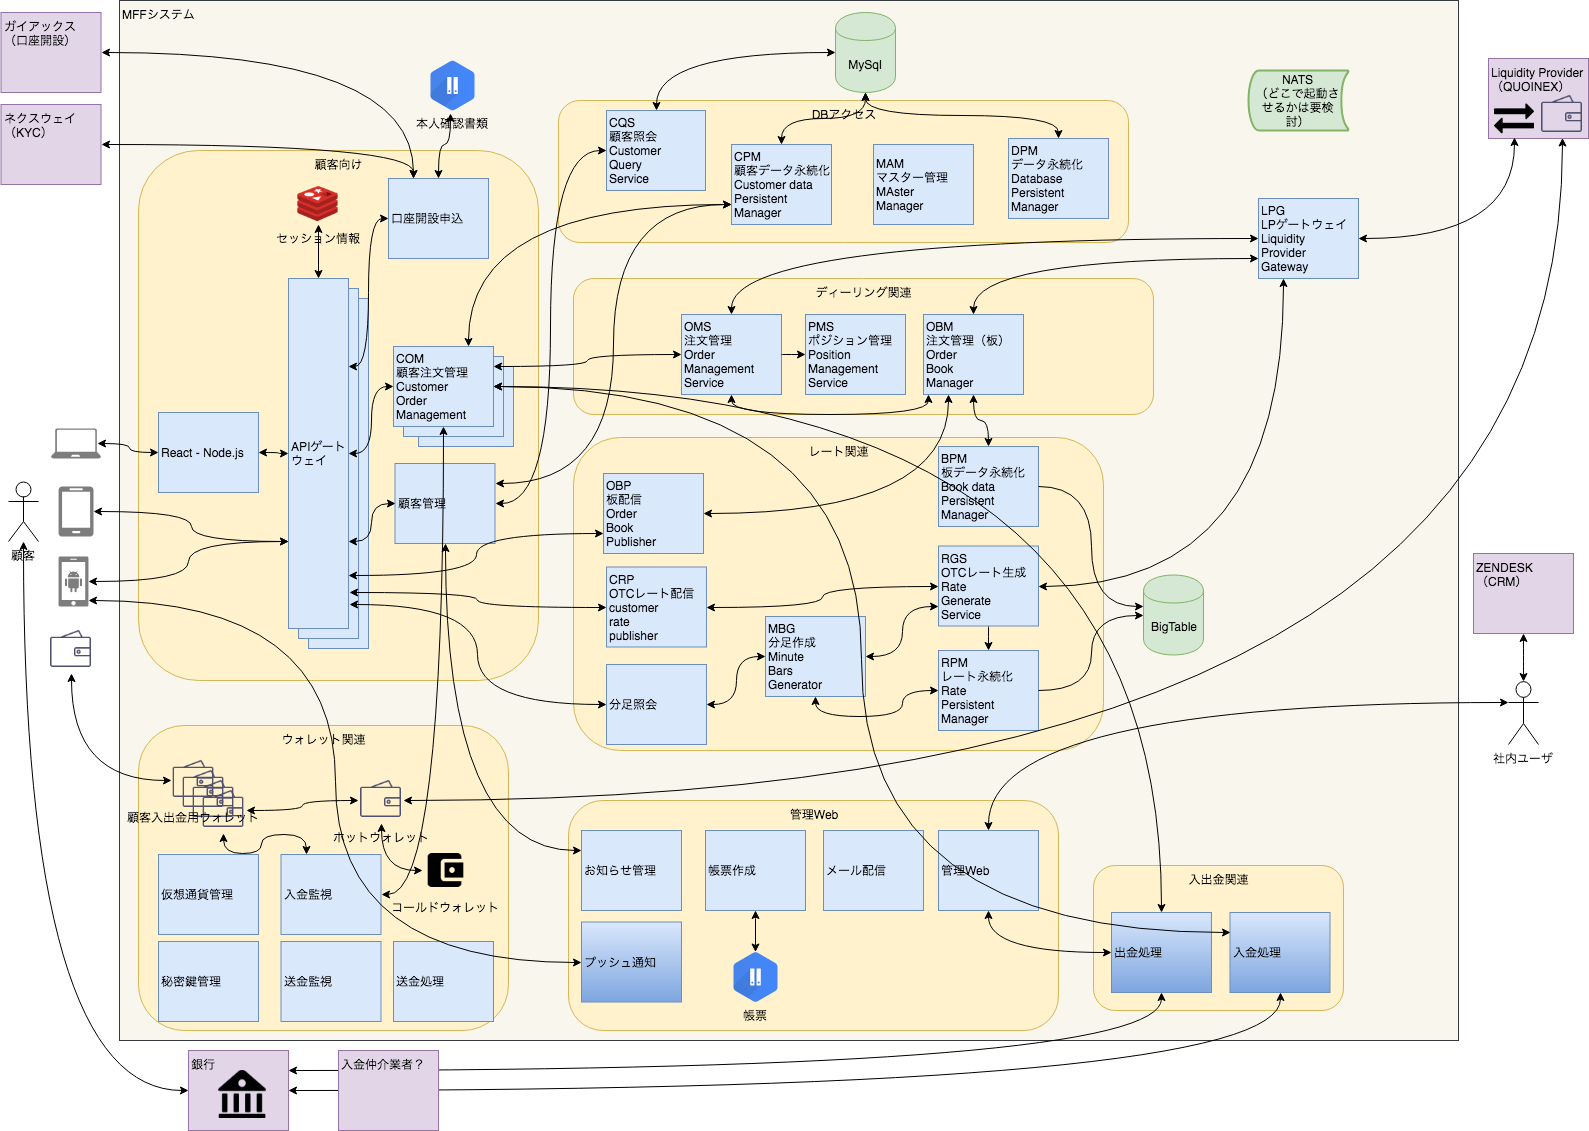 MFFシステム
ガイアックス
（口座開設）
ネクスウェイ
（KYC）
本人確認書類
顧客向け
セッション情報
口座開設申込
APIゲート
ウェイ
React - Node.js
COM
顧客注文管理
Customer
Order
Management
顧客管理
顧客
MySql
DBアクセス
CQS
顧客照会
Customer
Query
Service
CPM
顧客データ永続化
Customer data
Persistent
Manager
MAM
マスター管理
MAster
Manager
DPM
データ永続化
Database
Persistent
Manager
NATS
（どこで起動さ
せるかは要検
討）
Liquidity Provider
（QUOINEX）
LPG
LPゲートウェイ
Liquidity
Provider
Gateway
ディーリング関連
OMS
注文管理
Order
Management
Service
PMS
ポジション管理
Position
Management
Service
OBM
注文管理（板）
Order
Book
Manager
レート関連
OBP
板配信
Order
Book
Publisher
BPM
板データ永続化
Book data
Persistent
Manager
CRP
OTCレート配信
customer
rate
publisher
RGS
OTCレート生成
Rate
Generate
Service
MBG
分足作成
Minute
Bars
Generator
分足照会
RPM
レート永続化
Rate
Persistent
Manager
BigTable
ZENDESK
（CRM）
社内ユーザ
ウォレット関連
顧客入出金用ウォレット
ホットウォレット
コールドウォレット
仮想通貨管理
入金監視
秘密鍵管理
送金監視
送金処理
管理Web
お知らせ管理
帳票作成
メール配信
管理Web
プッシュ通知
帳票
入出金関連
出金処理
入金処理
銀行
入金仲介業者？